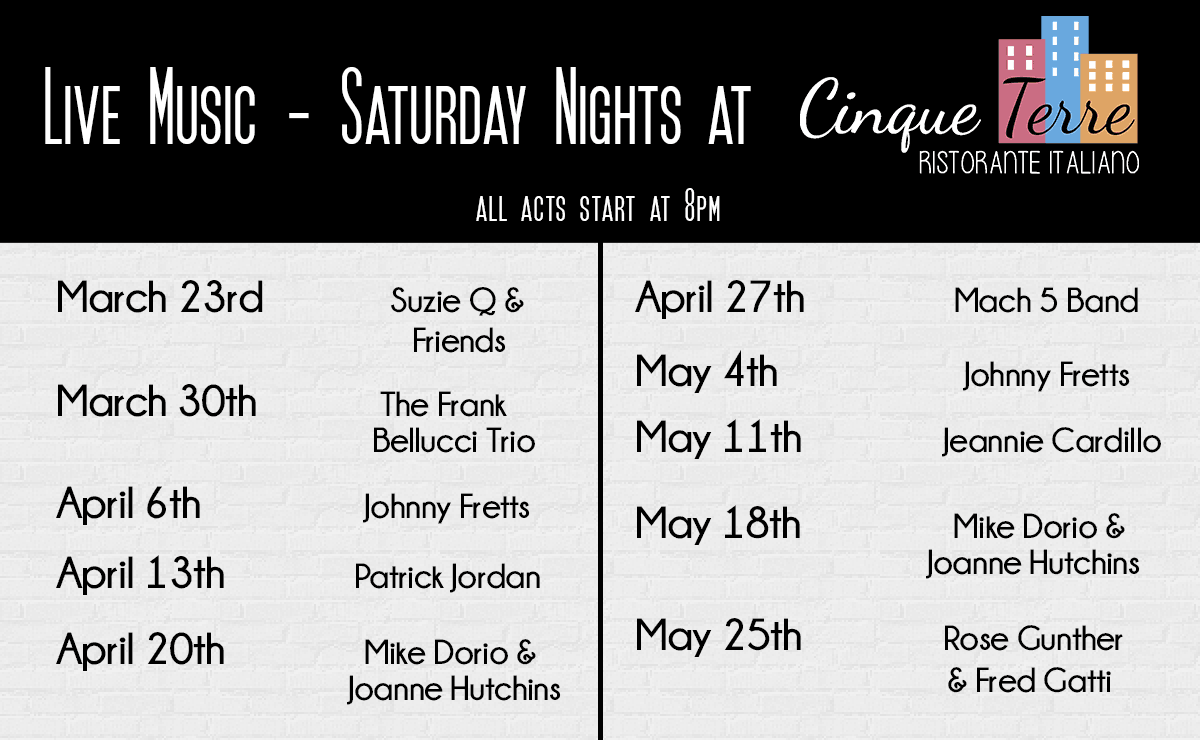 Live Music - Saturday Nights at Cinque Terre
RISTORANTE ITALIANO
ALL ACTS START AT 8PM
March 23rd Suzie Q &
Friends
March 30th The Frank
Bellucci Trio
April 6th Johnny Fretts
April 13th Patrick Jordan
April 20th Mike Dorio &
Joanne Hutchins
April 27th Mach 5 Band
May 4th Johnny Fretts
May 11th Jeannie Cardillo
May 18th Mike Dorio &
Joanne Hutchins
May 25th Rose Gunther
& Fred Gatti